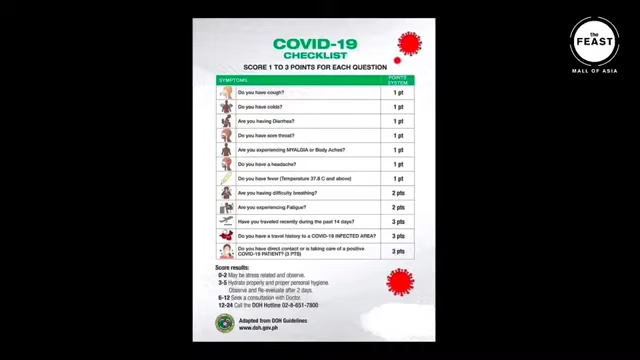 COVID-19
CHECKLIST
SCORE 1 TO 3 POINTS FOR EACH QUESTION
SYMPTOMS POINTS SYSTEM
Do you have cough? 1 pt
Do you have colds? 1 pt
Are you having Diarrhea? 1 pt
Do you have sore throat? 1 pt
Are you experiencing MYALGIA or Body Aches? 1 pt
Do you have a headache? 1 pt
Do you have fever (Temperature 37.8 C and above) 1 pt
Are you having difficulty breathing? 2 pts
Are you experiencing Fatigue? 2 pts
Have you traveled recently during the past 14 days? 3 pts
Do you have a travel history to a COVID-19 INFECTED AREA? 3 pts
Do you have direct contact or is taking care of a positive
COVID-19 PATIENT? (3 PTS) 3 pts
Score results:
0-2 May be stress related and observe.
3-5 Hydrate properly and proper personal hygiene.
Observe and Re-evaluate after 2 days.
6-12 Seek a consultation with Doctor.
12-24 Call the DOH Hotline 02-8-651-7800
Adapted from DOH Guidelines
www.doh.gov.ph
the
FEAST
MALL OF ASIA